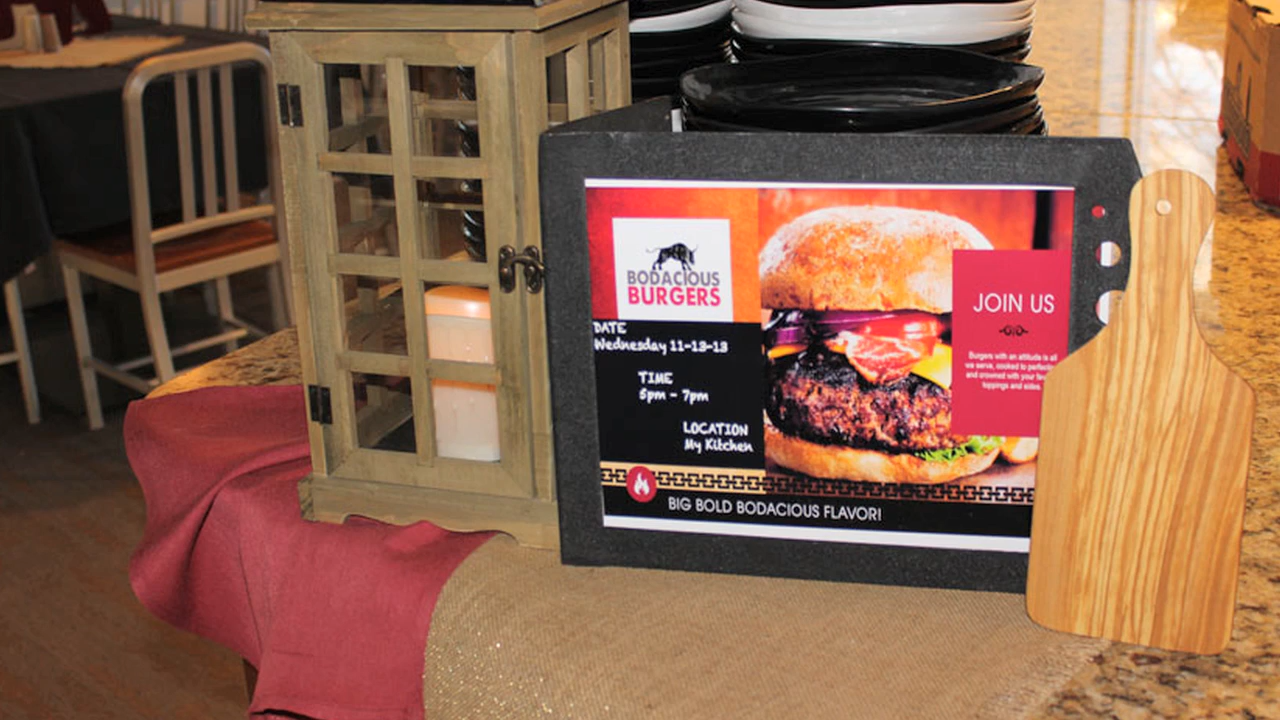 BODACIOUS
BURGERS
DATE
Wednesday 11-13-13
TIME
5pm - 7pm
LOCATION
My Kitchen
JOIN US
Burgers with an attitude is all
we serve, cooked to
and crowned with your
toppings and sides.
BIG BOLD BODACIOUS FLAVOR!